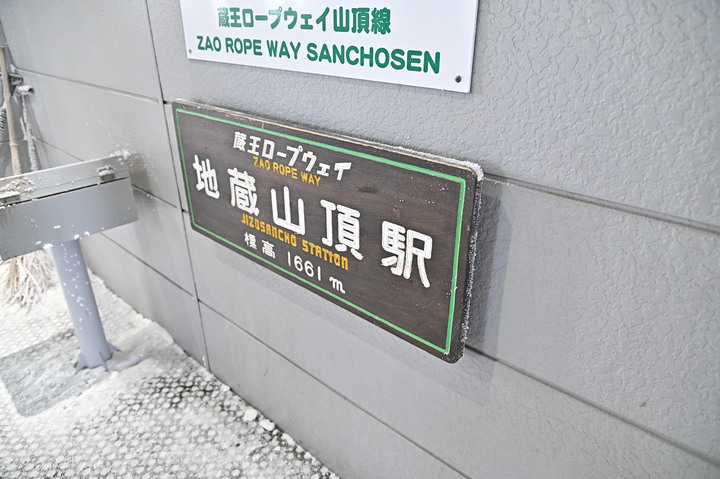 蔵王ロープウェイ山頂線
ZAO ROPE WAY SANCHOSEN
蔵王ロープウェイ
ZAO ROPE WAY
地蔵山頂駅
JIZOSANCHO STATION
標高 1661m